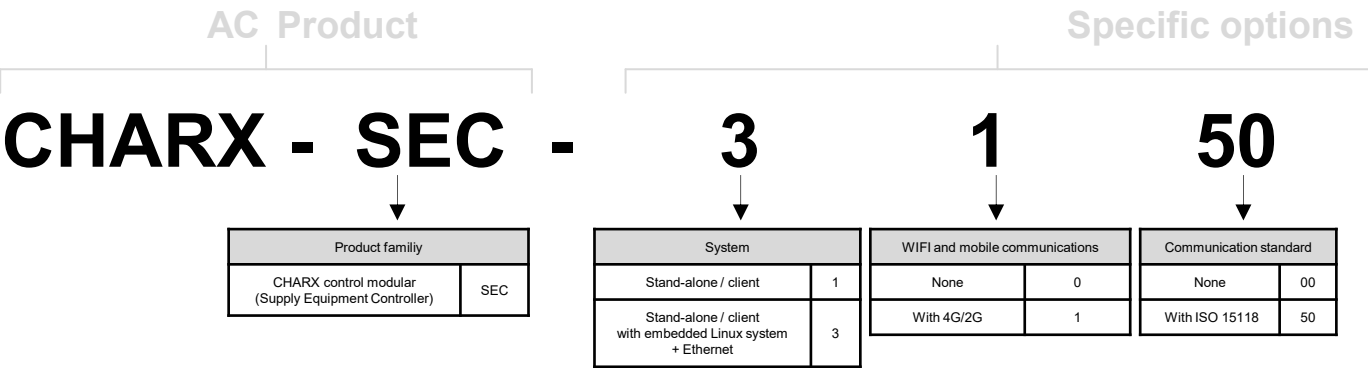 AC Product
Specific options
CHARX - SEC - 3 1 50
Product familiy
CHARX control modular
(Supply Equipment Controller)
SEC
System
Stand-alone / client
1
Stand-alone / client
with embedded Linux system
+ Ethernet
3
WIFI and mobile communications
None
0
With 4G/2G
1
Communication standard
None
00
With ISO 15118
50